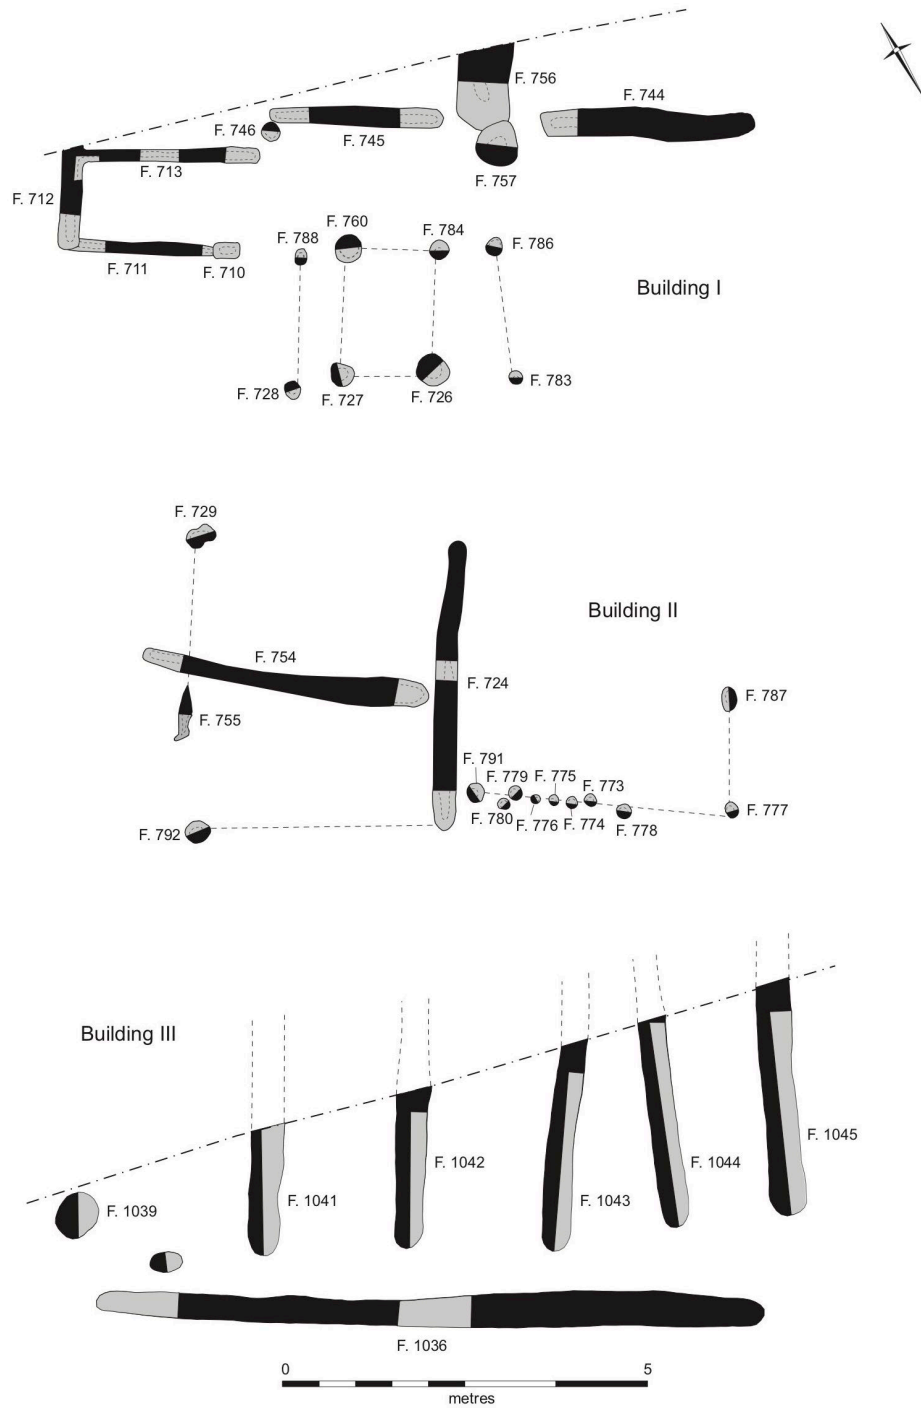 F. 756
F. 744
F. 746
F. 745
F. 713
F. 757
F. 712
F. 711
F. 710
F. 788
F. 760
F. 784
F. 786
Building I
F. 728
F. 727
F. 726
F. 783
F. 729
Building II
F. 754
F. 724
F. 755
F. 787
F. 791
F. 779
F. 775
F. 773
F. 780
F. 776
F. 774
F. 778
F. 777
F. 792
Building III
F. 1045
F. 1044
F. 1042
F. 1043
F. 1041
F. 1039
F. 1036
0 5
metres